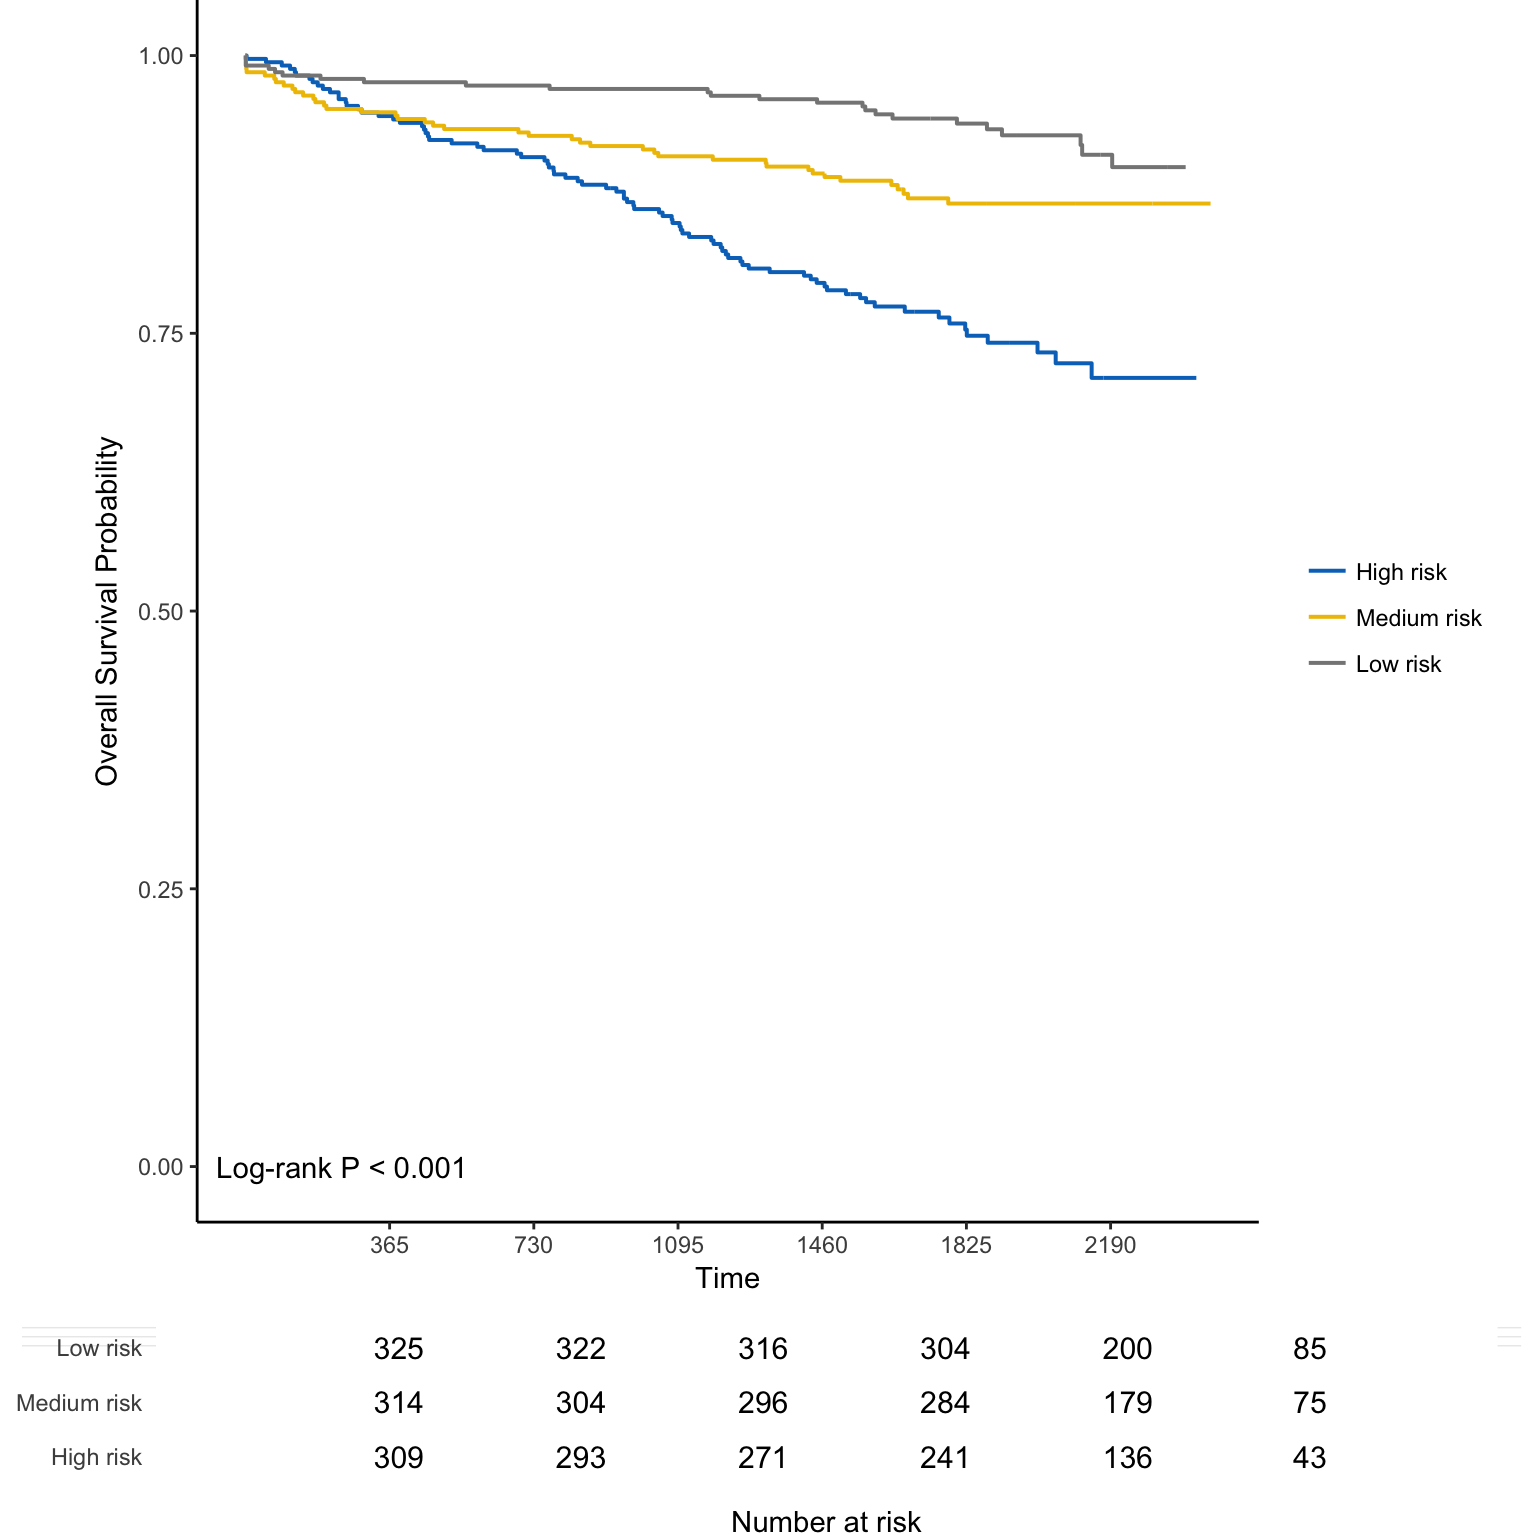 1.00
0.75
0.50
0.25
0.00
Overall Survival Probability
Log-rank P < 0.001
365 730 1095 1460 1825 2190
Time
High risk
Medium risk
Low risk
Low risk 325 322 316 304 200 85
Medium risk 314 304 296 284 179 75
High risk 309 293 271 241 136 43
Number at risk